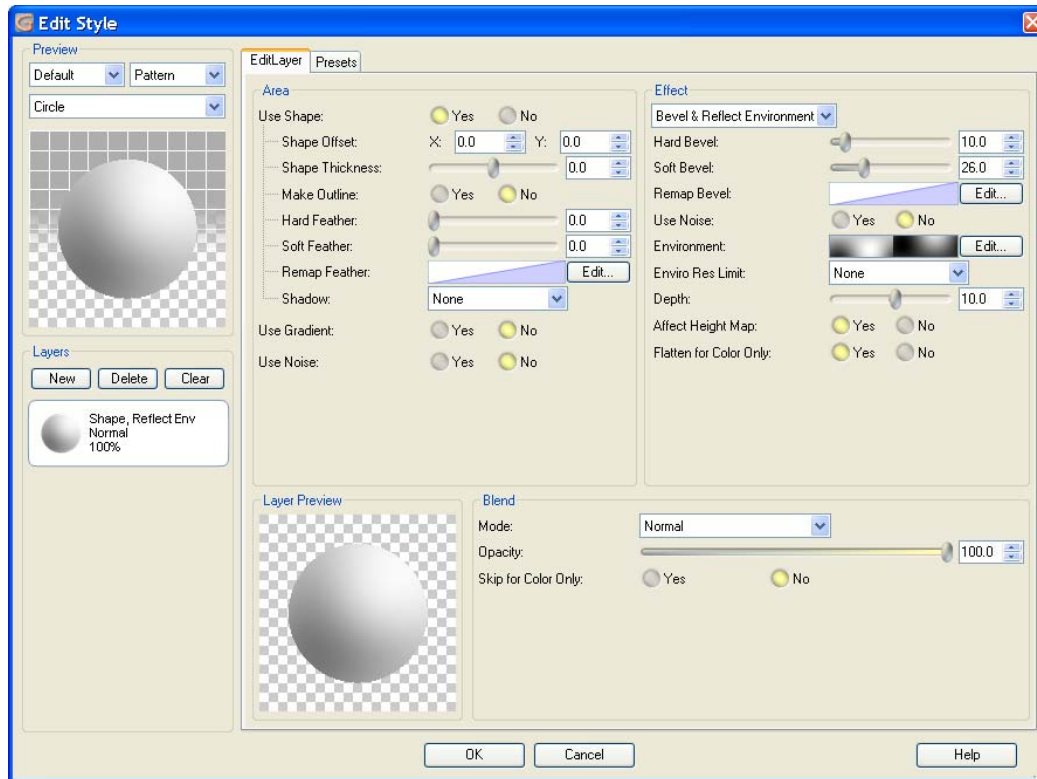 Edit Style
Preview
Default Pattern
Circle
Layers
New Delete Clear
Shape, Reflect Env
Normal
100%
EditLayer Presets
Area
Use Shape: Yes No
Shape Offset: X: 0.0 Y: 0.0
Shape Thickness: 0.0
Make Outline: Yes No
Hard Feather: 0.0
Soft Feather: 0.0
Remap Feather: Edit...
Shadow: None
Use Gradient: Yes No
Use Noise: Yes No
Effect
Bevel & Reflect Environment
Hard Bevel: 10.0
Soft Bevel: 26.0
Remap Bevel: Edit...
Use Noise: Yes No
Environment: Edit...
Enviro Res Limit: None
Depth: 10.0
Affect Height Map: Yes No
Flatten for Color Only: Yes No
Layer Preview
Blend
Mode: Normal
Opacity: 100.0
Skip for Color Only: Yes No
OK Cancel Help